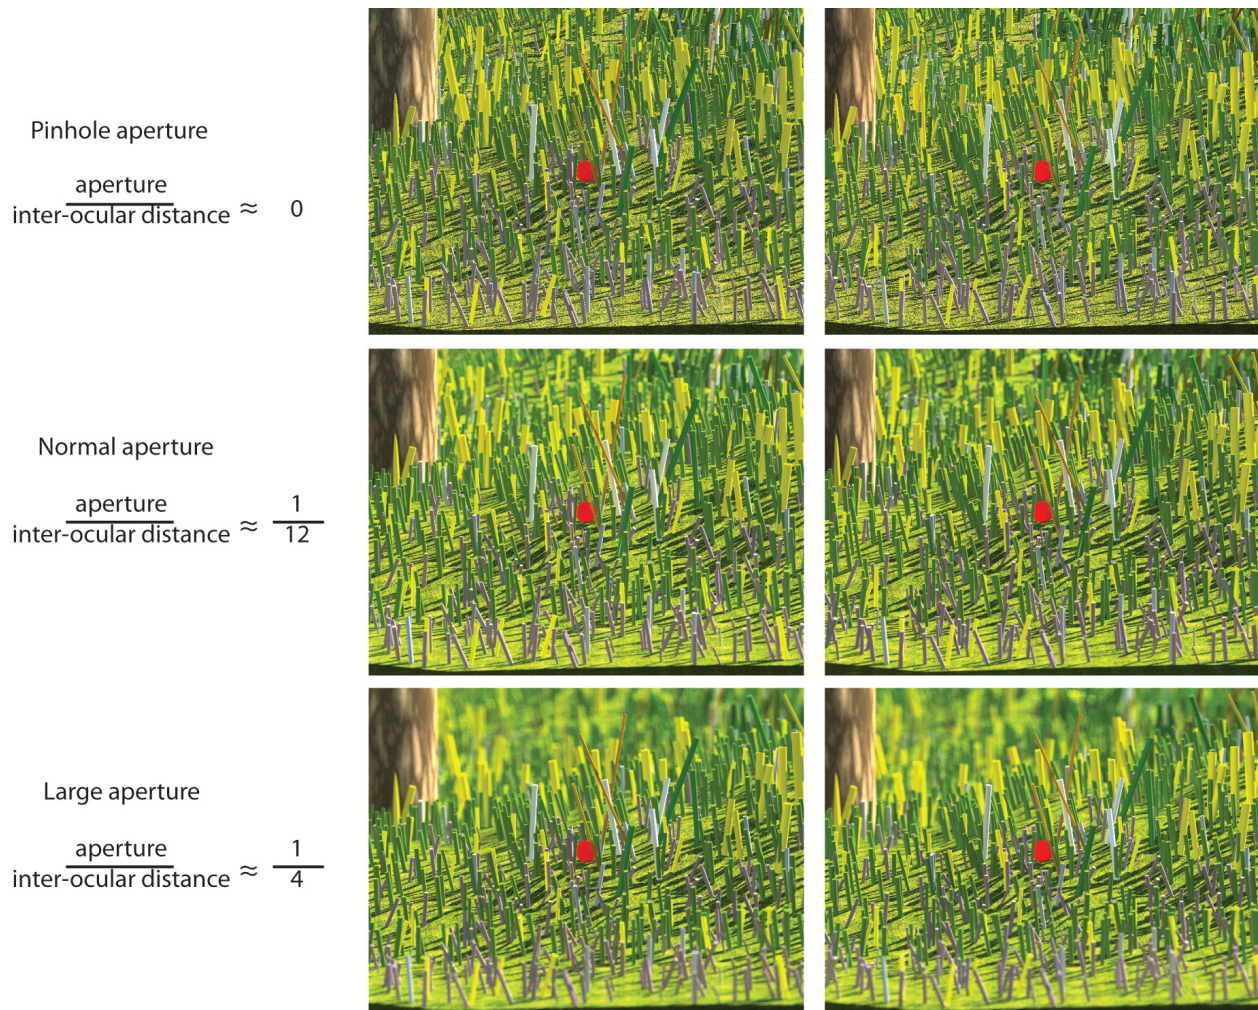 Pinhole aperture
aperture
inter-ocular distance ≈ 0
Normal aperture
aperture 1
inter-ocular distance ≈ 12
Large aperture
aperture 1
inter-ocular distance ≈ 4